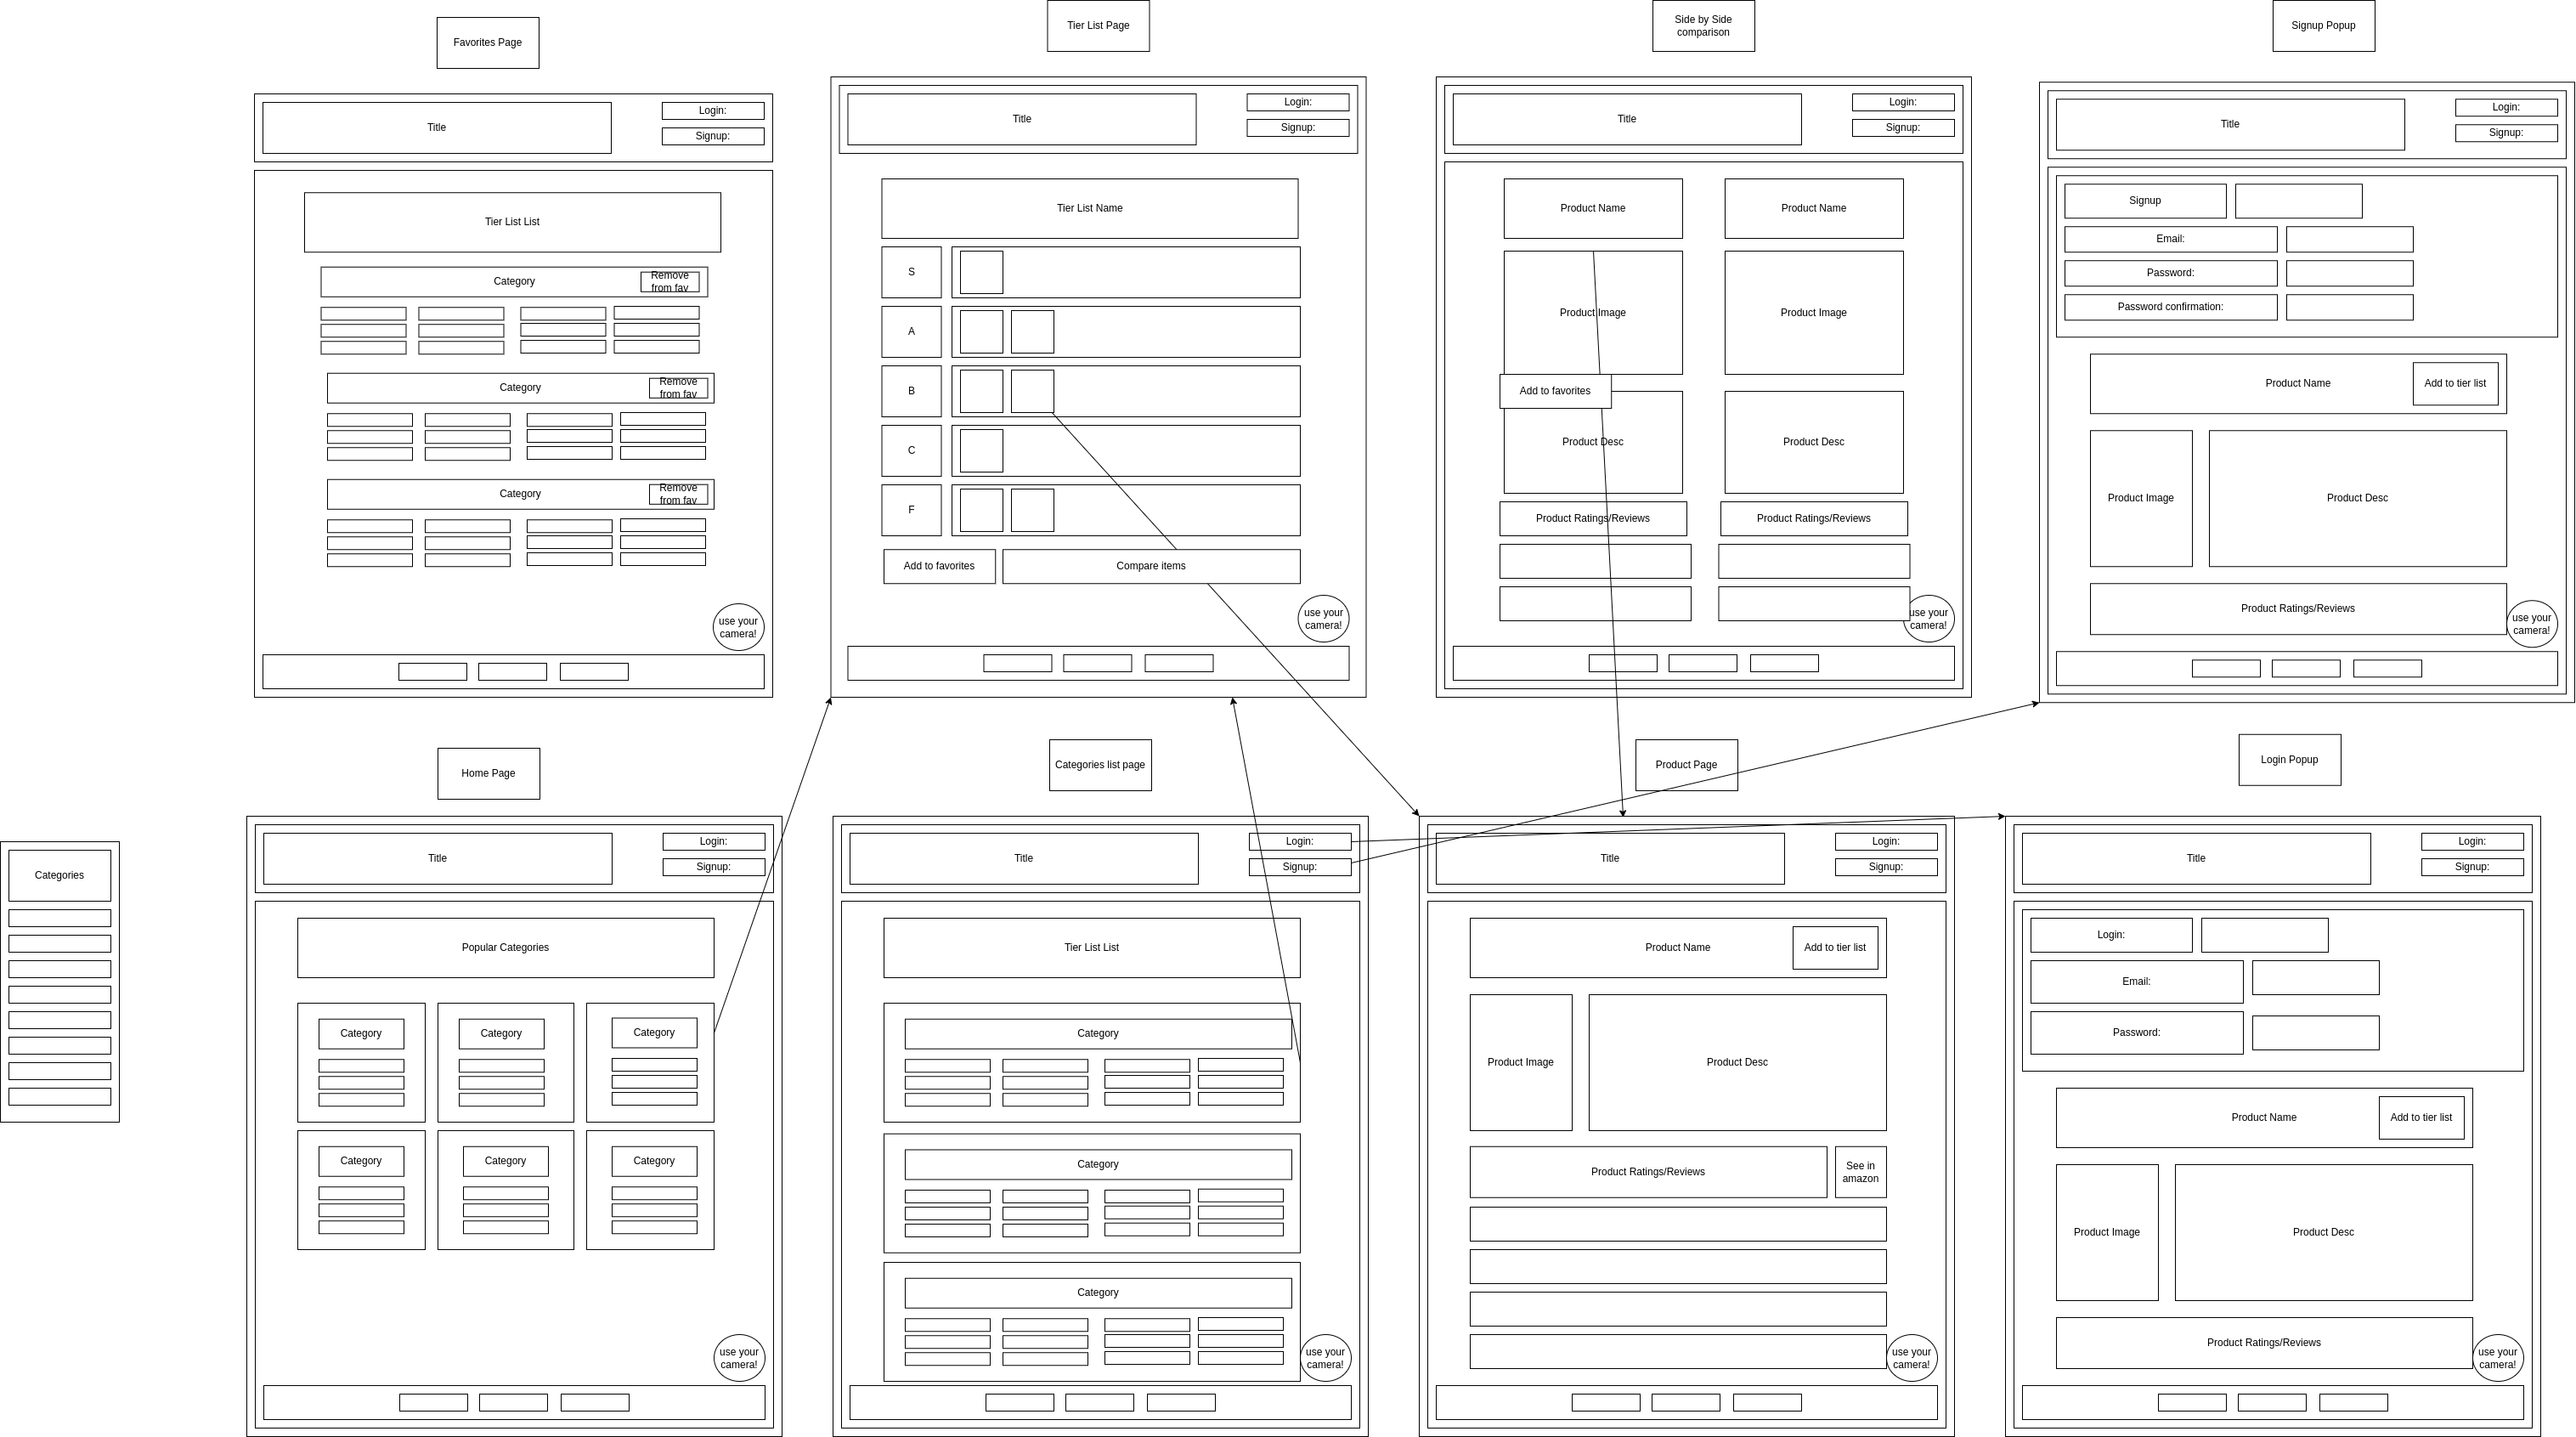 Favorites Page
Title
Login:
Signup:
Tier List List
Category
Remove
from fav
Category
Remove
from fav
Category
Remove
from fav
use your
camera!
Tier List Page
Title
Login:
Signup:
Tier List Name
S
A
B
C
F
Add to favorites
Compare items
use your
camera!
Side by Side
comparison
Title
Login:
Signup:
Product Name
Product Name
Product Image
Product Image
Add to favorites
Product Desc
Product Desc
Product Ratings/Reviews
Product Ratings/Reviews
use your
camera!
Signup Popup
Title
Login:
Signup:
Signup
Email:
Password:
Password confirmation:
Product Name
Add to tier list
Product Image
Product Desc
Product Ratings/Reviews
use your
camera!
Categories
Home Page
Title
Login:
Signup:
Popular Categories
Category
Category
Category
Category
Category
Category
use your
camera!
Categories list page
Title
Login:
Signup:
Tier List List
Category
Category
Category
use your
camera!
Product Page
Title
Login:
Signup:
Product Name
Add to tier list
Product Image
Product Desc
Product Ratings/Reviews
See in
amazon
use your
camera!
Login Popup
Title
Login:
Signup:
Login:
Email:
Password:
Product Name
Add to tier list
Product Image
Product Desc
Product Ratings/Reviews
use your
camera!